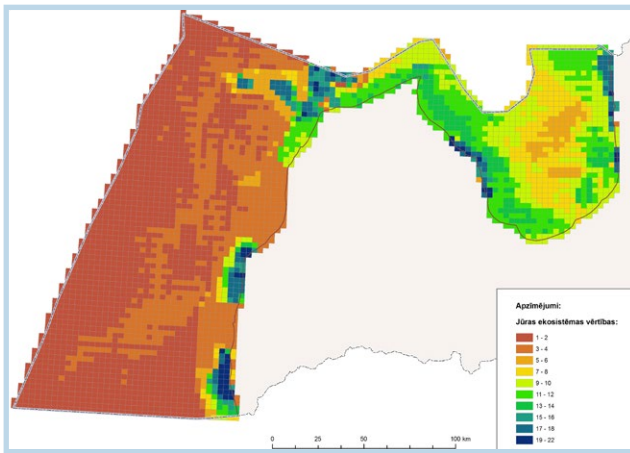 Apzīmējumi:
Jūras ekosistēmas vērtības:
1 - 2
3 - 4
5 - 6
7 - 8
9 - 10
11 - 12
13 - 14
15 - 16
17 - 18
19 - 22
0 25 50 100 km